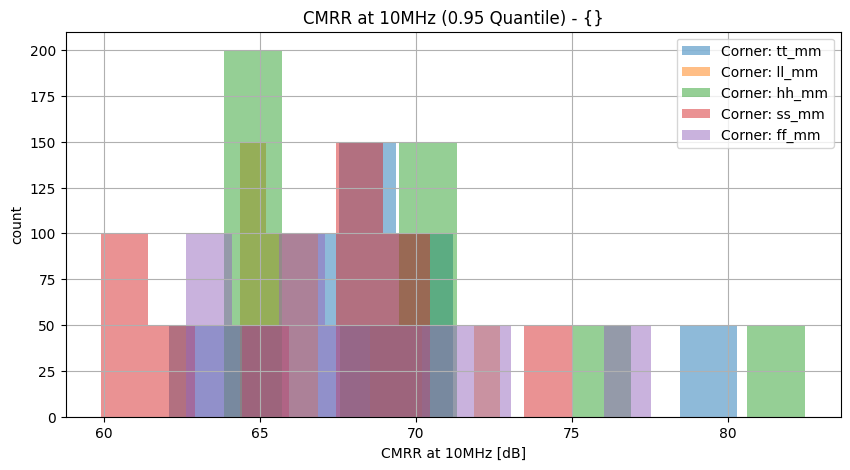 CMRR at 10MHz (0.95 Quantile) - {}
count
200
175
150
125
100
75
50
25
0
Corner: tt_mm
Corner: ll_mm
Corner: hh_mm
Corner: ss_mm
Corner: ff_mm
60
65
70
75
80
CMRR at 10MHz [dB]